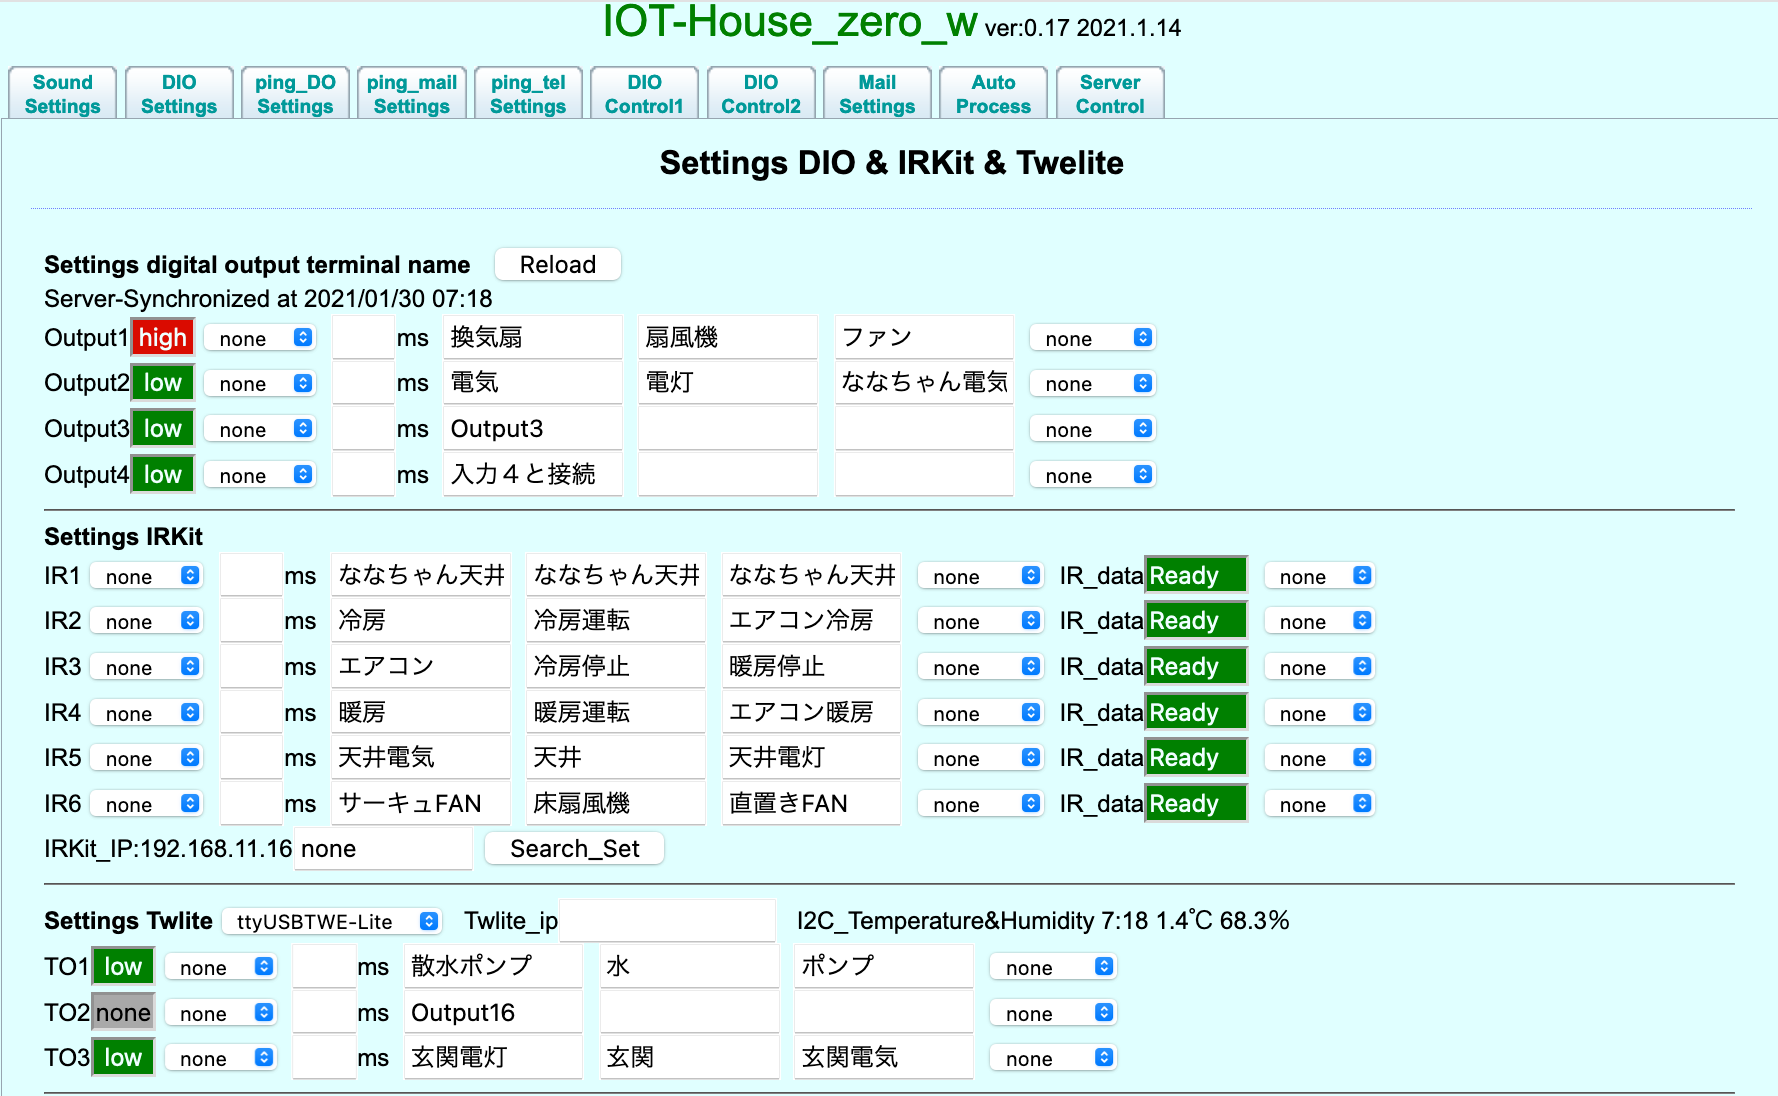 IOT-House_zero_w ver:0.17 2021.1.14
Sound Settings DIO Settings ping_DO Settings ping_mail Settings ping_tel Settings DIO Control1 DIO Control2 Mail Settings Auto Process Server Control
Settings DIO & IRKit & Twelite
Settings digital output terminal name Reload
Server-Synchronized at 2021/01/30 07:18
Output1 high none ms 換気扇 扇風機 ファン none
Output2 low none ms 電気 電灯 ななちゃん電気 none
Output3 low none ms Output3 none
Output4 low none ms 入力４と接続 none
Settings IRKit
IR1 none ms ななちゃん天井 ななちゃん天井 ななちゃん天井 none IR_data Ready none
IR2 none ms 冷房 冷房運転 エアコン冷房 none IR_data Ready none
IR3 none ms エアコン 冷房停止 暖房停止 none IR_data Ready none
IR4 none ms 暖房 暖房運転 エアコン暖房 none IR_data Ready none
IR5 none ms 天井電気 天井 天井電灯 none IR_data Ready none
IR6 none ms サーキュFAN 床扇風機 直置きFAN none IR_data Ready none
IRKit_IP:192.168.11.16 none Search_Set
Settings Twlite ttyUSBTWE-Lite Twlite_ip I2C_Temperature&Humidity 7:18 1.4℃ 68.3%
TO1 low none ms 散水ポンプ 水 ポンプ none
TO2 none none ms Output16 none
TO3 low none ms 玄関電灯 玄関 玄関電気 none